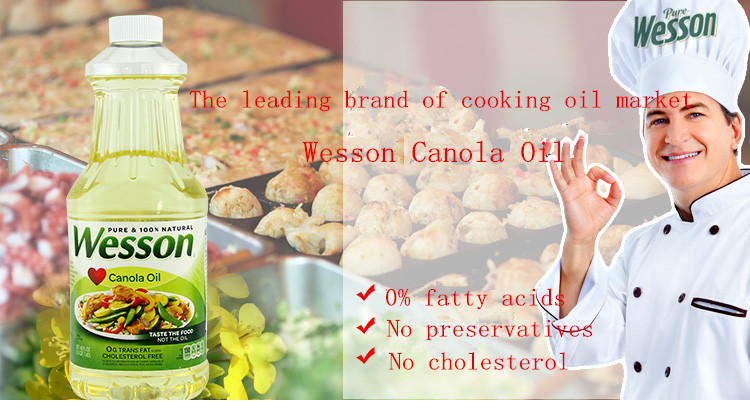 Pure
Wesson
The leading brand of cooking oil market
Wesson Canola Oil
PURE & 100% NATURAL
Wesson
Canola Oil
TASTE THE FOOD
NOT THE OIL
0g TRANS FAT
CHOLESTEROL FREE
0% fatty acids
No preservatives
No cholesterol